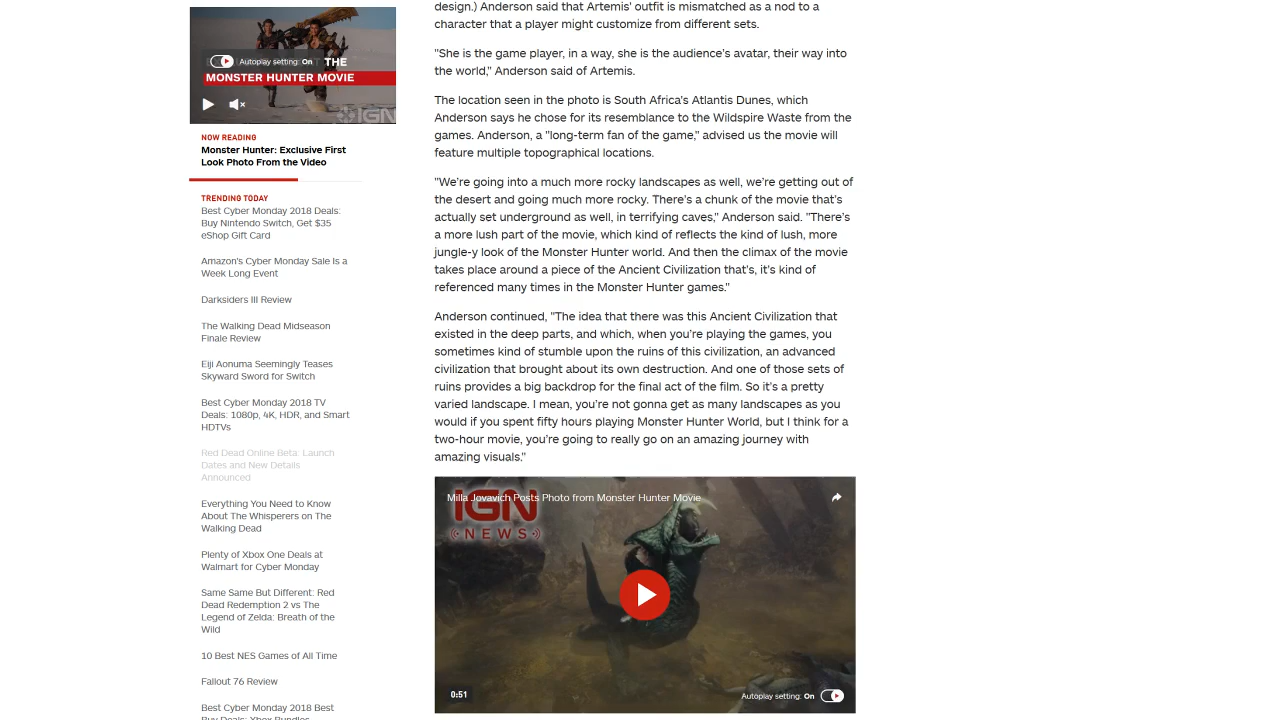 Autoplay setting: On
THE
MONSTER HUNTER MOVIE
IGN
NOW READING
Monster Hunter: Exclusive First
Look Photo From the Video
TRENDING TODAY
Best Cyber Monday 2018 Deals:
Buy Nintendo Switch, Get $35
eShop Gift Card
Amazon's Cyber Monday Sale Is a
Week Long Event
Darksiders III Review
The Walking Dead Midseason
Finale Review
Eiji Aonuma Seemingly Teases
Skyward Sword for Switch
Best Cyber Monday 2018 TV
Deals: 1080p, 4K, HDR, and Smart
HDTVs
Red Dead Online Beta: Launch
Dates and New Details
Announced
Everything You Need to Know
About The Whisperers on The
Walking Dead
Plenty of Xbox One Deals at
Walmart for Cyber Monday
Same Same But Different: Red
Dead Redemption 2 vs The
Legend of Zelda: Breath of the
Wild
10 Best NES Games of All Time
Fallout 76 Review
Best Cyber Monday 2018 Best
Buy Deals: Xbox Bundles
design.) Anderson said that Artemis' outfit is mismatched as a nod to a
character that a player might customize from different sets.
"She is the game player, in a way, she is the audience's avatar, their way into
the world," Anderson said of Artemis.
The location seen in the photo is South Africa's Atlantis Dunes, which
Anderson says he chose for its resemblance to the Wildspire Waste from the
games. Anderson, a "long-term fan of the game," advised us the movie will
feature multiple topographical locations.
"We're going into a much more rocky landscapes as well, we're getting out of
the desert and going much more rocky. There's a chunk of the movie that's
actually set underground as well, in terrifying caves," Anderson said. "There's
a more lush part of the movie, which kind of reflects the kind of lush, more
jungle-y look of the Monster Hunter world. And then the climax of the movie
takes place around a piece of the Ancient Civilization that's, it's kind of
referenced many times in the Monster Hunter games."
Anderson continued, "The idea that there was this Ancient Civilization that
existed in the deep parts, and which, when you're playing the games, you
sometimes kind of stumble upon the ruins of this civilization, an advanced
civilization that brought about its own destruction. And one of those sets of
ruins provides a big backdrop for the final act of the film. So it's a pretty
varied landscape. I mean, you're not gonna get as many landscapes as you
would if you spent fifty hours playing Monster Hunter World, but I think for a
two-hour movie, you're going to really go on an amazing journey with
amazing visuals."
Milla Jovavich Posts Photo from Monster Hunter Movie
IGN
NEWS
0:51
Autoplay setting: On